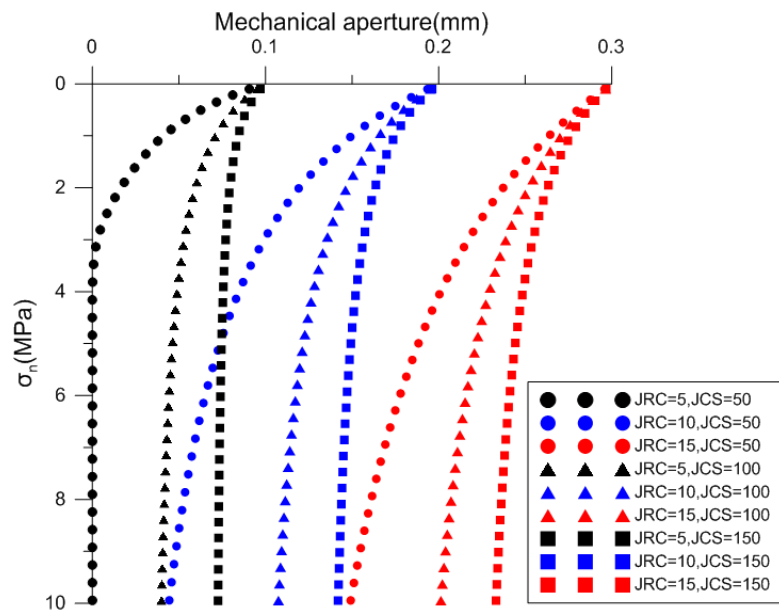 Mechanical aperture(mm)
0 0.1 0.2 0.3
0
2
4
6
8
10
σn(MPa)
JRC=5,JCS=50
JRC=10,JCS=50
JRC=15,JCS=50
JRC=5,JCS=100
JRC=10,JCS=100
JRC=15,JCS=100
JRC=5,JCS=150
JRC=10,JCS=150
JRC=15,JCS=150